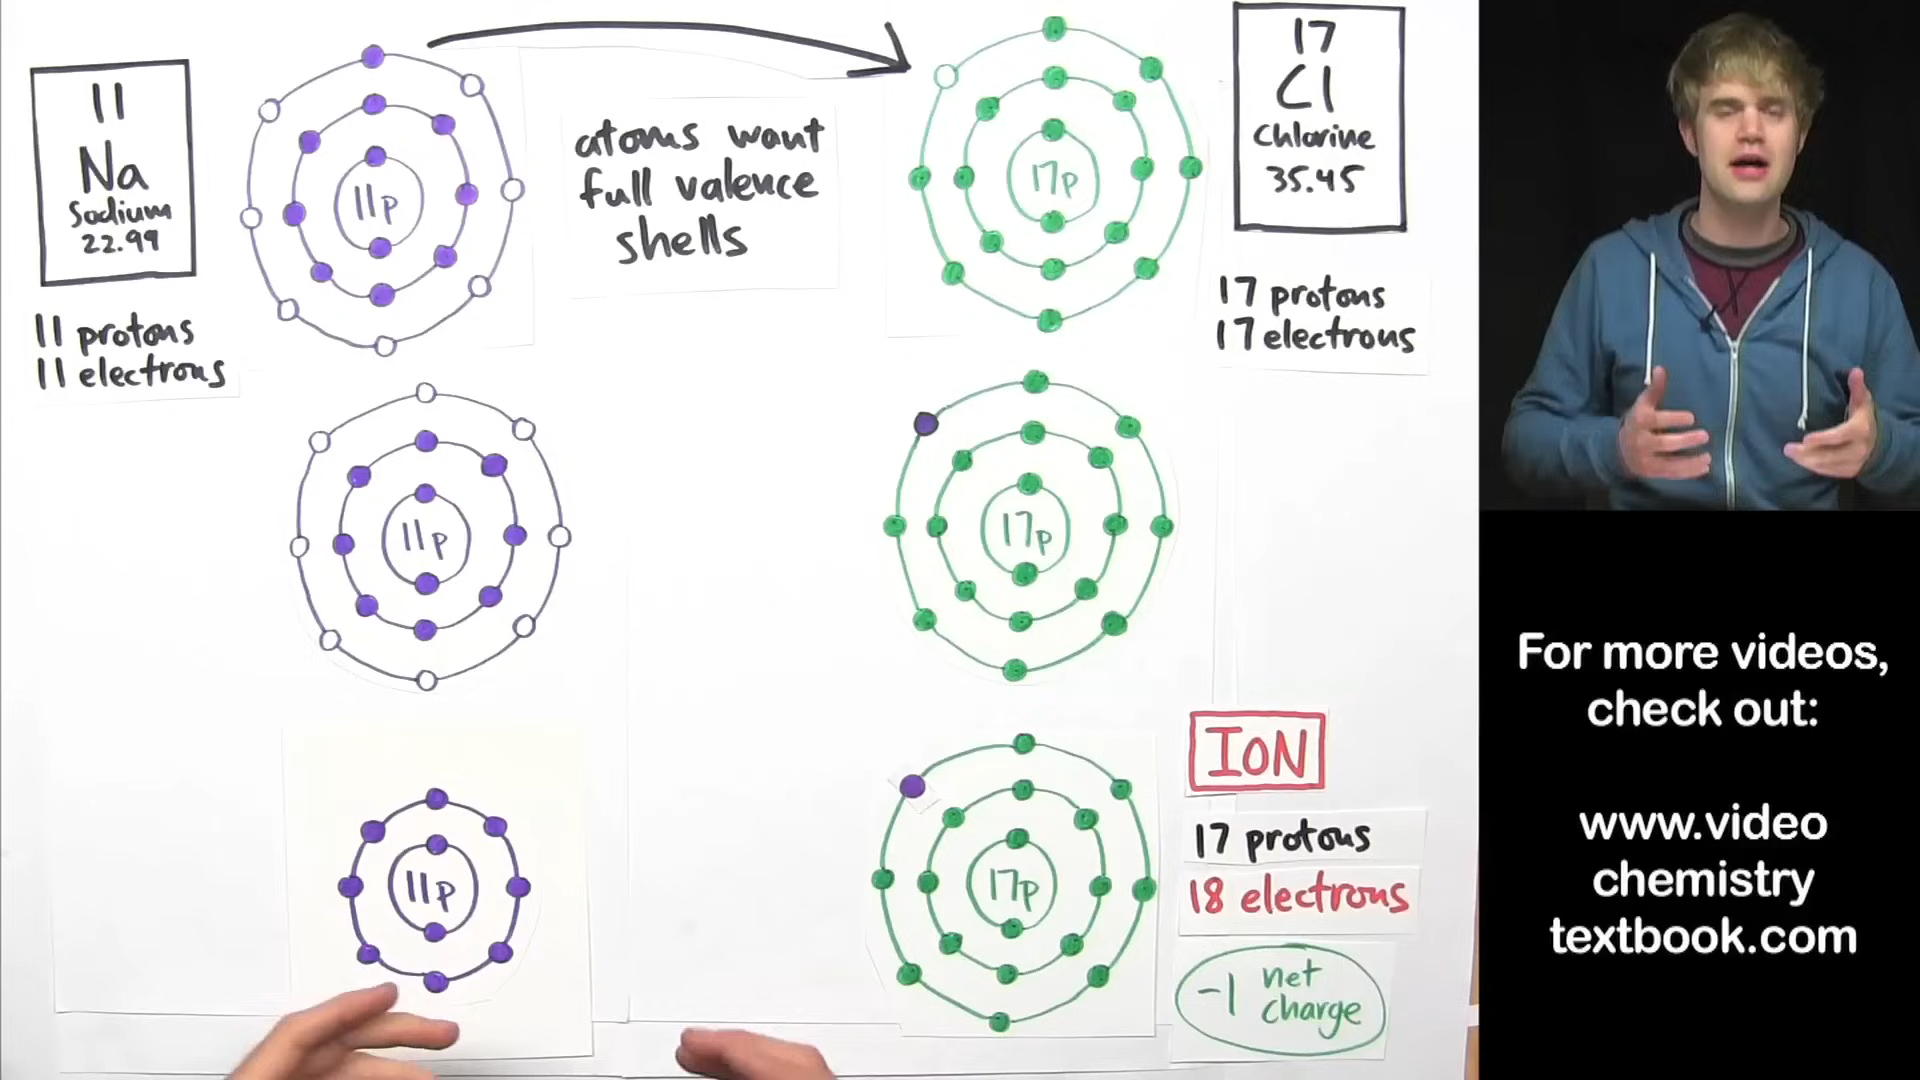 11
Na
Sodium
22.99
11 protons
11 electrons
11p
atoms want
full valence
shells
17p
17
Cl
Chlorine
35.45
17 protons
17 electrons
11p
17p
11p
17p
ION
17 protons
18 electrons
-1 net
charge
For more videos,
check out:
www.video
chemistry
textbook.com